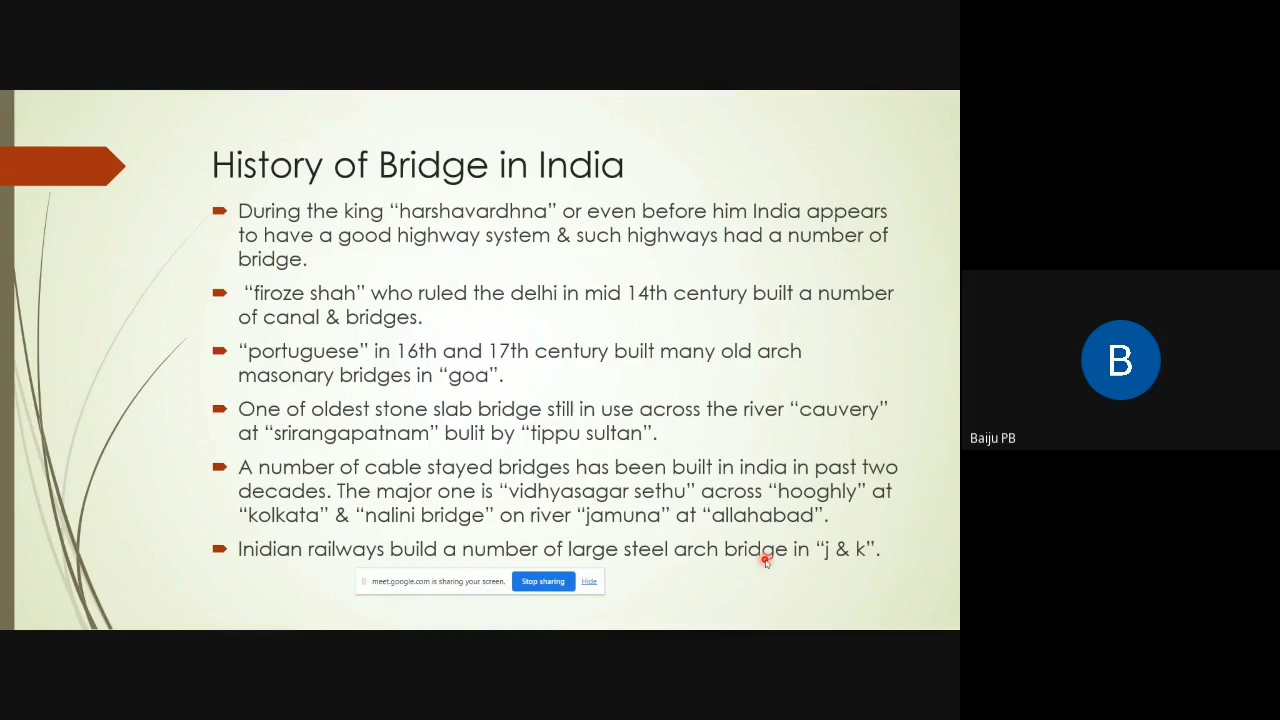 History of Bridge in India
During the king “harshavardhna” or even before him India appears
to have a good highway system & such highways had a number of
bridge.
“firoze shah” who ruled the delhi in mid 14th century built a number
of canal & bridges.
“portuguese” in 16th and 17th century built many old arch
masonary bridges in “goa”.
One of oldest stone slab bridge still in use across the river “cauvery”
at “srirangapatnam” bulit by “tippu sultan”.
A number of cable stayed bridges has been built in india in past two
decades. The major one is “vidhyasagar sethu” across “hooghly” at
“kolkata” & “nalini bridge” on river “jamuna” at “allahabad”.
Inidian railways build a number of large steel arch bridge in “j & k”.
meet.google.com is sharing your screen. Stop sharing Hide
B
Baiju PB